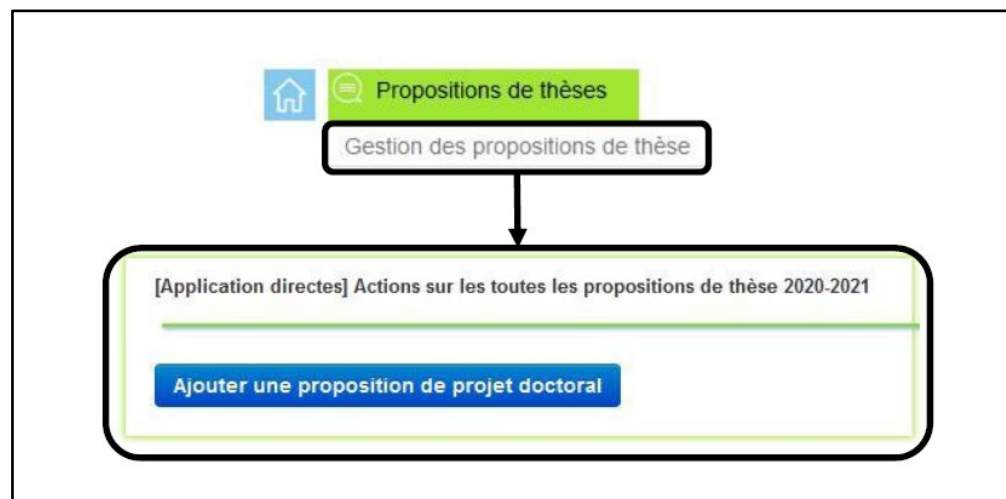 Propositions de thèses
Gestion des propositions de thèse
[Application directes] Actions sur les toutes les propositions de thèse 2020-2021
Ajouter une proposition de projet doctoral